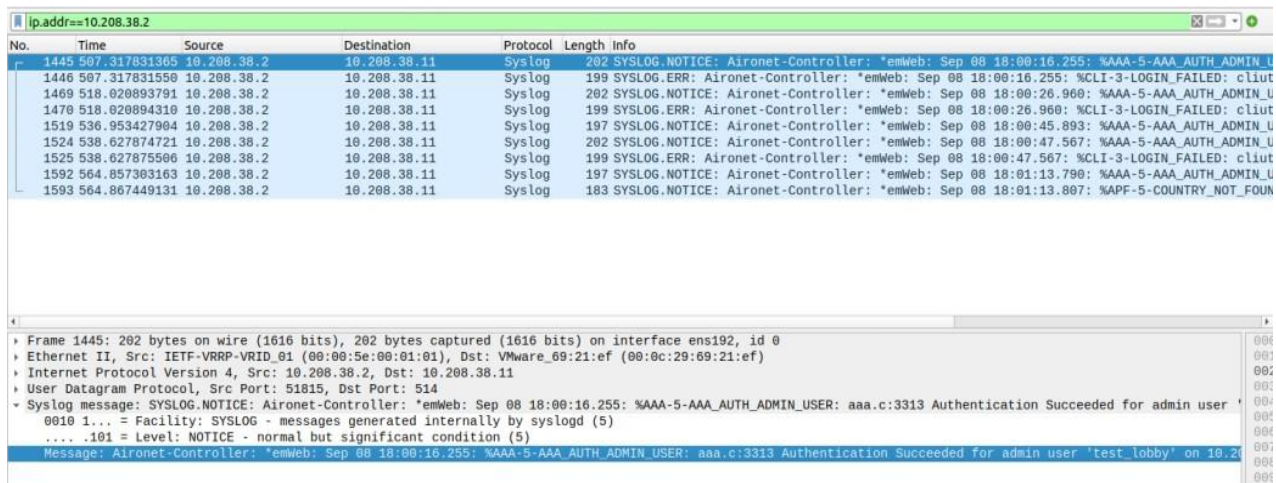 ip.addr==10.208.38.2
No. Time Source Destination Protocol Length Info
1445 507.317831365 10.208.38.2 10.208.38.11 Syslog 202 SYSLOG.NOTICE: Aironet-Controller: *emWeb: Sep 08 18:00:16.255: %AAA-5-AAA_AUTH_ADMIN_U
1446 507.317831550 10.208.38.2 10.208.38.11 Syslog 199 SYSLOG.ERR: Aironet-Controller: *emWeb: Sep 08 18:00:16.255: %CLI-3-LOGIN_FAILED: cliut
1469 518.020893791 10.208.38.2 10.208.38.11 Syslog 202 SYSLOG.NOTICE: Aironet-Controller: *emWeb: Sep 08 18:00:26.960: %AAA-5-AAA_AUTH_ADMIN_U
1470 518.020894310 10.208.38.2 10.208.38.11 Syslog 199 SYSLOG.ERR: Aironet-Controller: *emWeb: Sep 08 18:00:26.960: %CLI-3-LOGIN_FAILED: cliut
1519 536.953427904 10.208.38.2 10.208.38.11 Syslog 197 SYSLOG.NOTICE: Aironet-Controller: *emWeb: Sep 08 18:00:45.893: %AAA-5-AAA_AUTH_ADMIN_U
1524 538.627874721 10.208.38.2 10.208.38.11 Syslog 202 SYSLOG.NOTICE: Aironet-Controller: *emWeb: Sep 08 18:00:47.567: %AAA-5-AAA_AUTH_ADMIN_U
1525 538.627875506 10.208.38.2 10.208.38.11 Syslog 199 SYSLOG.ERR: Aironet-Controller: *emWeb: Sep 08 18:00:47.567: %CLI-3-LOGIN_FAILED: cliut
1592 564.857303163 10.208.38.2 10.208.38.11 Syslog 197 SYSLOG.NOTICE: Aironet-Controller: *emWeb: Sep 08 18:01:13.790: %AAA-5-AAA_AUTH_ADMIN_U
1593 564.867449131 10.208.38.2 10.208.38.11 Syslog 183 SYSLOG.NOTICE: Aironet-Controller: *emWeb: Sep 08 18:01:13.807: %APF-5-COUNTRY_NOT_FOUN
Frame 1445: 202 bytes on wire (1616 bits), 202 bytes captured (1616 bits) on interface ens192, id 0
Ethernet II, Src: IETF-VRRP-VRID_01 (00:00:5e:00:01:01), Dst: VMware_69:21:ef (00:0c:29:69:21:ef)
Internet Protocol Version 4, Src: 10.208.38.2, Dst: 10.208.38.11
User Datagram Protocol, Src Port: 51815, Dst Port: 514
Syslog message: SYSLOG.NOTICE: Aironet-Controller: *emWeb: Sep 08 18:00:16.255: %AAA-5-AAA_AUTH_ADMIN_USER: aaa.c:3313 Authentication Succeeded for admin user '
0010 1... = Facility: SYSLOG - messages generated internally by syslogd (5)
.... .101 = Level: NOTICE - normal but significant condition (5)
Message: Aironet-Controller: *emWeb: Sep 08 18:00:16.255: %AAA-5-AAA_AUTH_ADMIN_USER: aaa.c:3313 Authentication Succeeded for admin user 'test_lobby' on 10.20